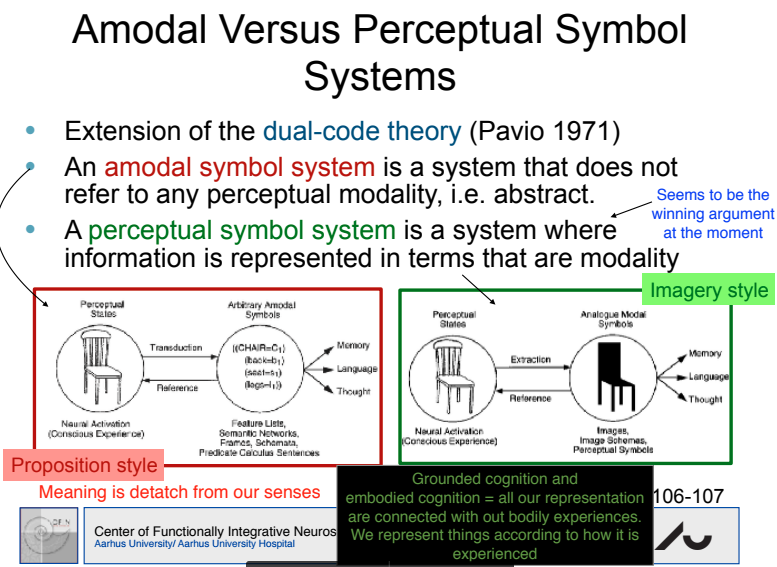 Amodal Versus Perceptual Symbol
Systems
Extension of the dual-code theory (Pavio 1971)
An amodal symbol system is a system that does not
refer to any perceptual modality, i.e. abstract.
Seems to be the
winning argument
at the moment
A perceptual symbol system is a system where
information is represented in terms that are modality
Imagery style
Perceptual
States
Arbitrary Amodal
Symbols
Transduction
Reference
((CHAIR=C₁)
(back=b₁)
(seat=s₁)
(legs=l₁))
Memory
Language
Thought
Neural Activation
(Conscious Experience)
Feature Lists,
Semantic Networks,
Frames, Schemata,
Predicate Calculus Sentences
Perceptual
States
Analogue Modal
Symbols
Extraction
Reference
Memory
Language
Thought
Neural Activation
(Conscious Experience)
Images,
Image Schemas,
Perceptual Symbols
Proposition style
Meaning is detatch from our senses
Grounded cognition and
embodied cognition = all our representation
are connected with out bodily experiences.
We represent things according to how it is
experienced
106-107
Center of Functionally Integrative Neuros
Aarhus University/ Aarhus University Hospital